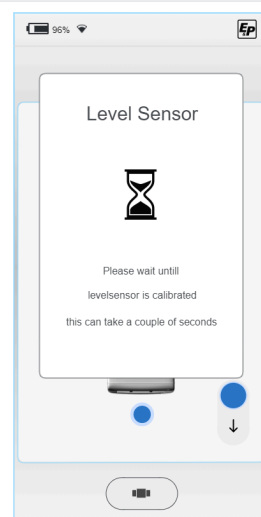 96%
EP
Level Sensor
Please wait untill
levelsensor is calibrated
this can take a couple of seconds